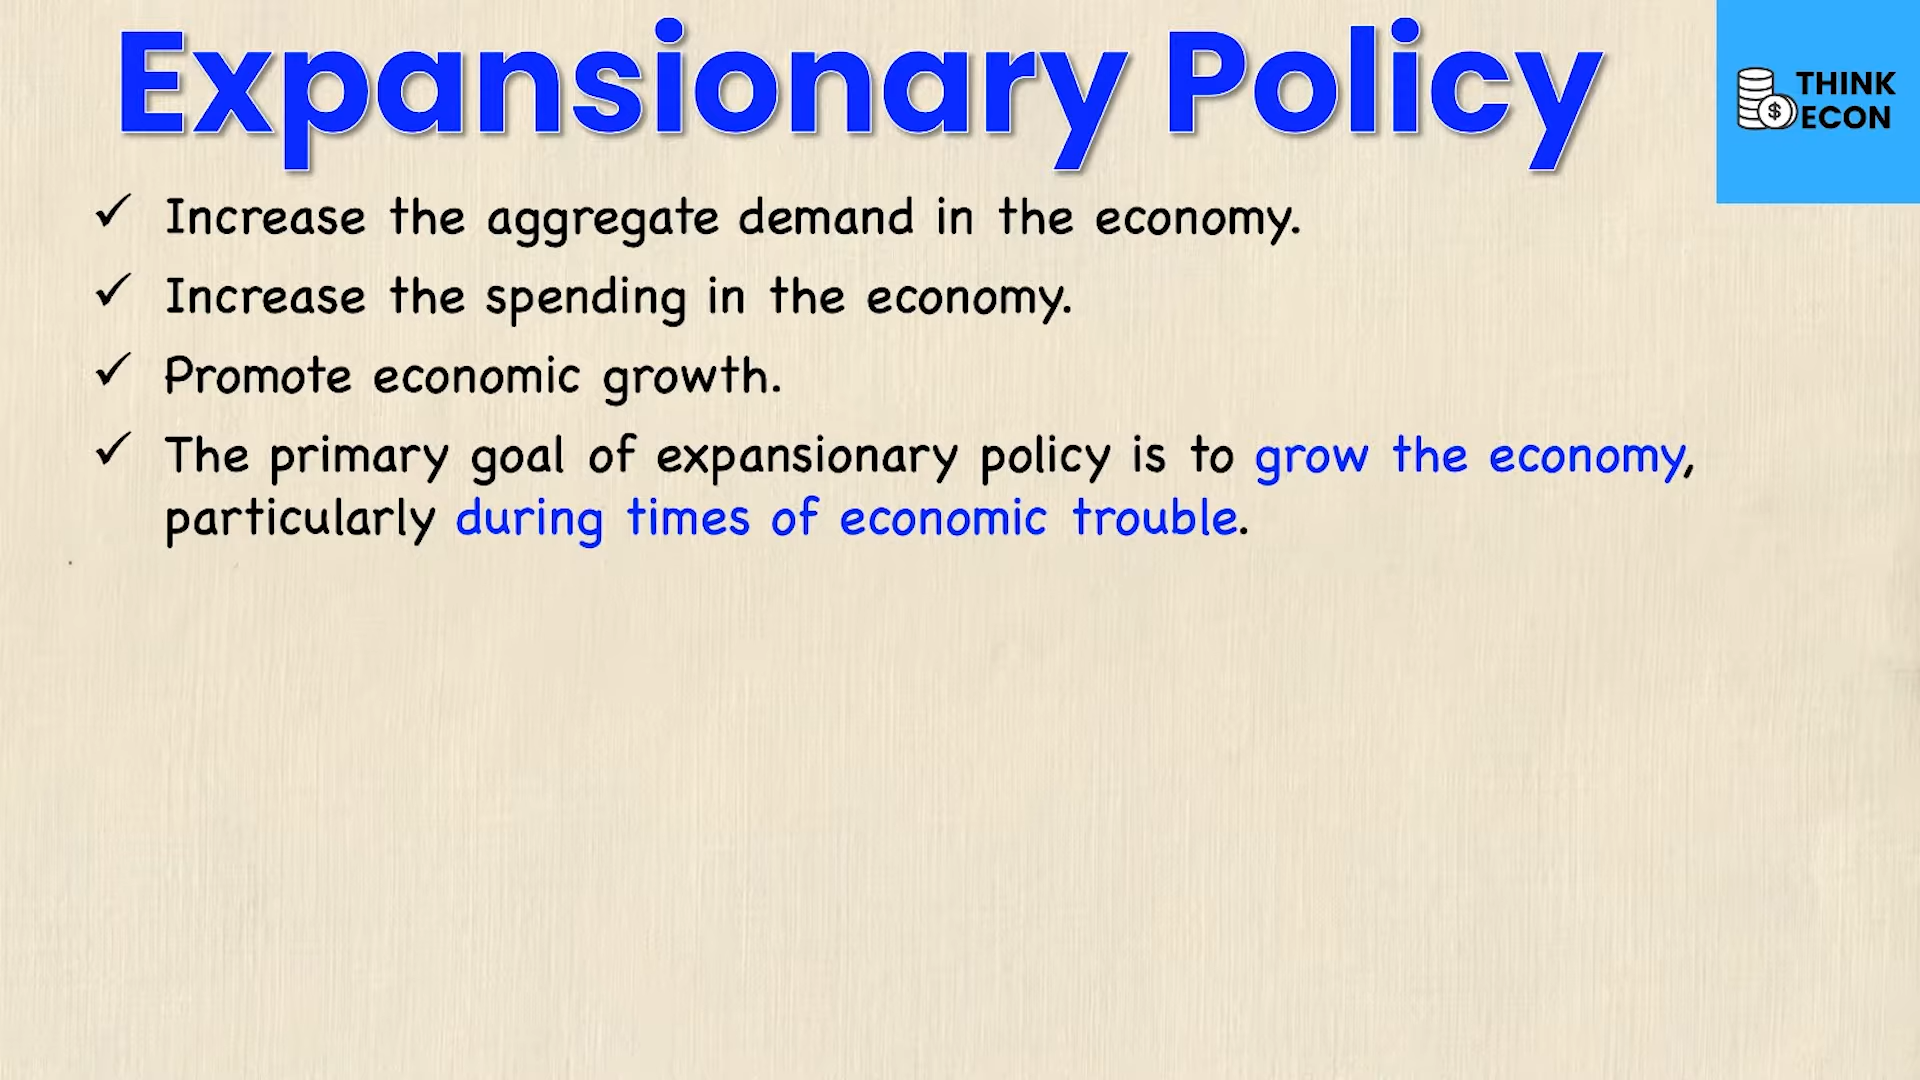 Expansionary Policy
THINK
ECON
$
✓ Increase the aggregate demand in the economy.
✓ Increase the spending in the economy.
✓ Promote economic growth.
✓ The primary goal of expansionary policy is to grow the economy,
particularly during times of economic trouble.